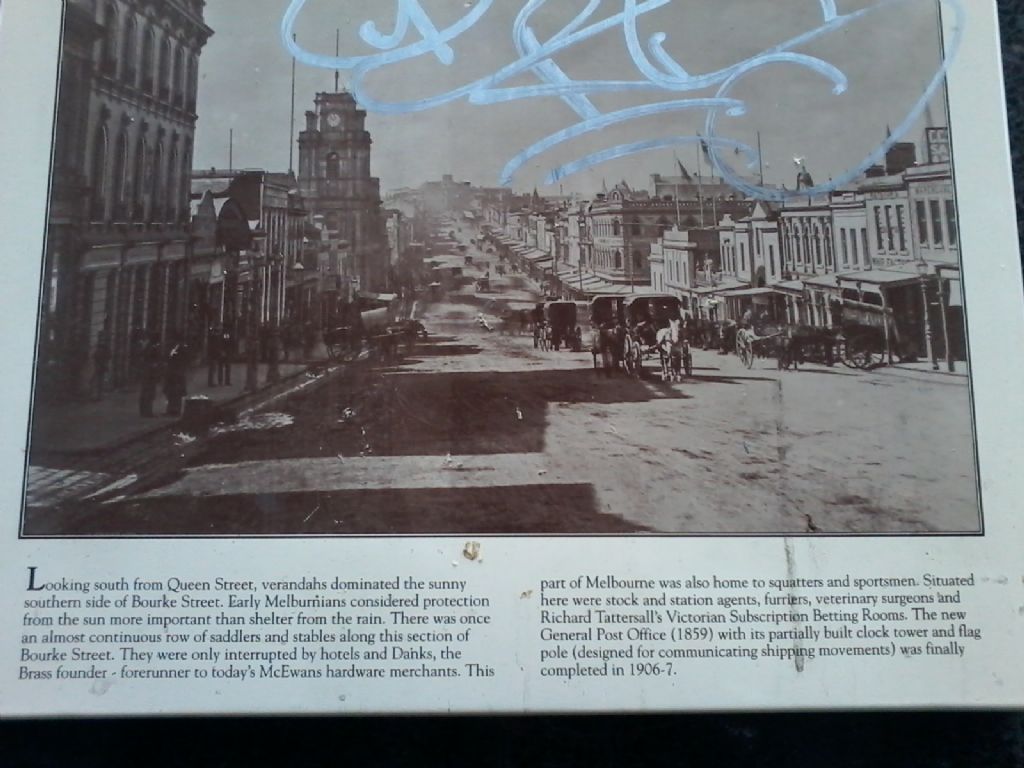 Looking south from Queen Street, verandahs dominated the sunny
southern side of Bourke Street. Early Melburnians considered protection
from the sun more important than shelter from the rain. There was once
an almost continuous row of saddlers and stables along this section of
Bourke Street. They were only interrupted by hotels and Danks, the
Brass founder - forerunner to today's McEwans hardware merchants. This
part of Melbourne was also home to squatters and sportsmen. Situated
here were stock and station agents, furriers, veterinary surgeons and
Richard Tattersall's Victorian Subscription Betting Rooms. The new
General Post Office (1859) with its partially built clock tower and flag
pole (designed for communicating shipping movements) was finally
completed in 1906-7.